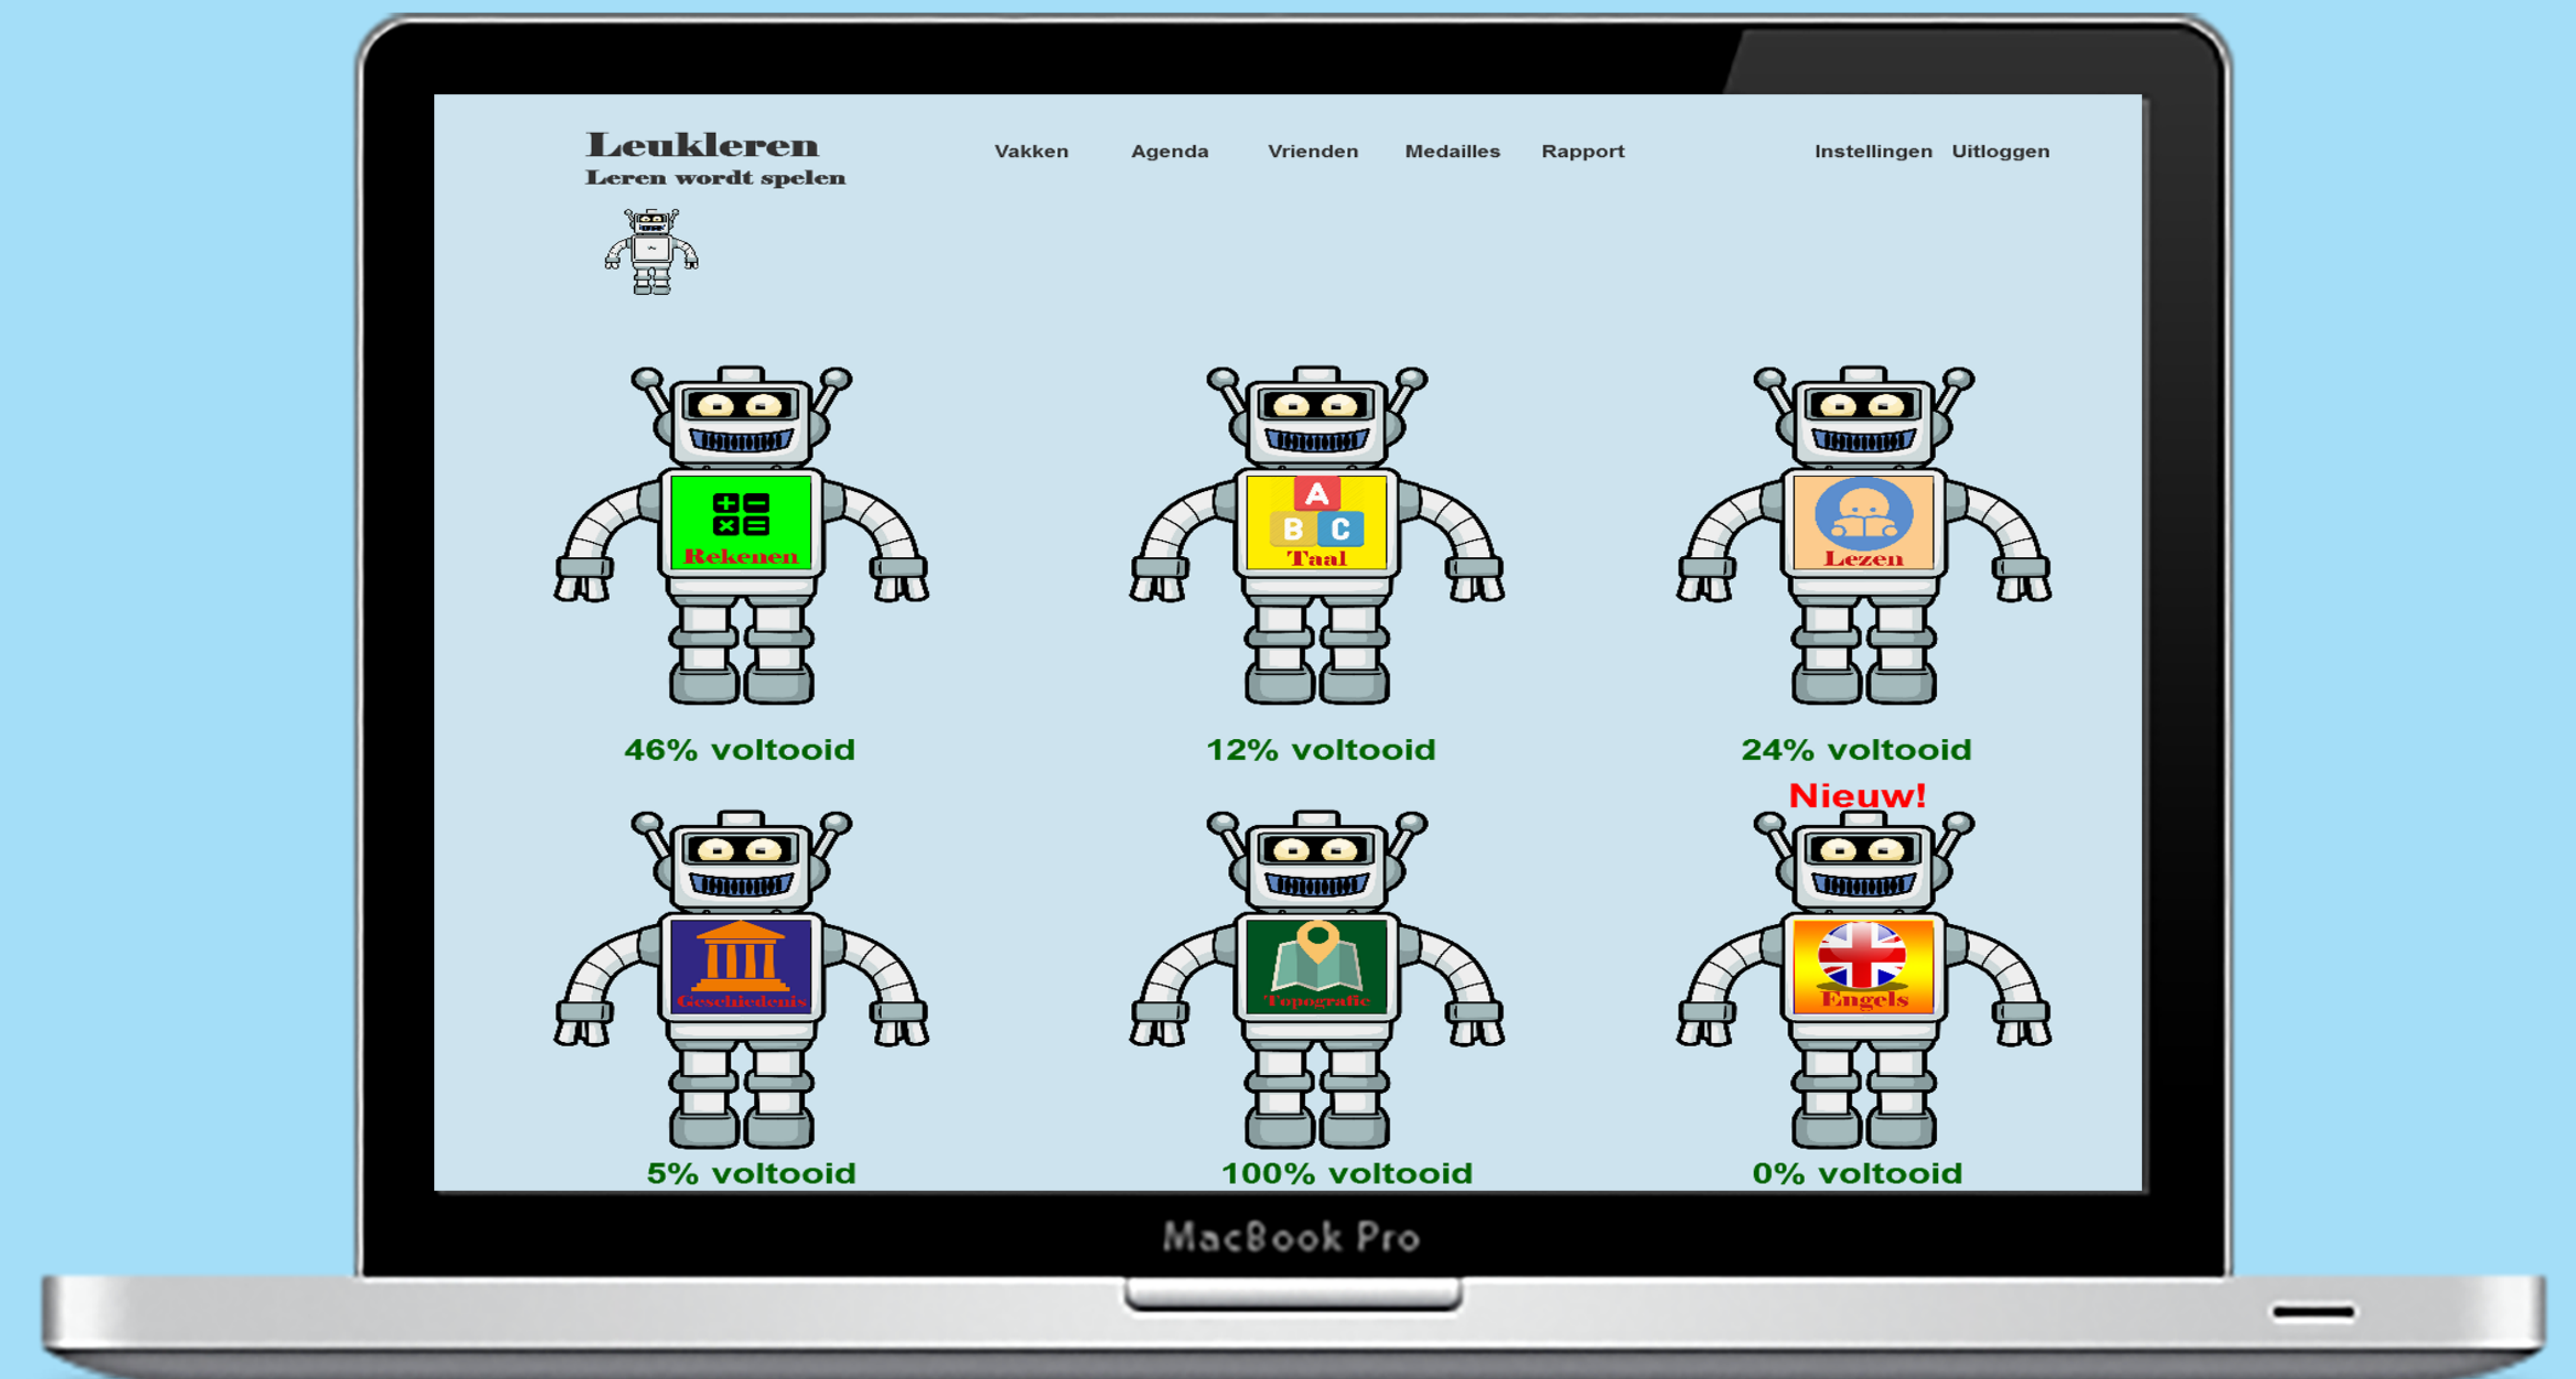 Leukleren
Leren wordt spelen
Vakken Agenda Vrienden Medailles Rapport Instellingen Uitloggen
Rekenen
A
B C
Taal
Lezen
46% voltooid
12% voltooid
24% voltooid
Nieuw!
Geschiedenis
Topografie
Engels
5% voltooid
100% voltooid
0% voltooid
MacBook Pro